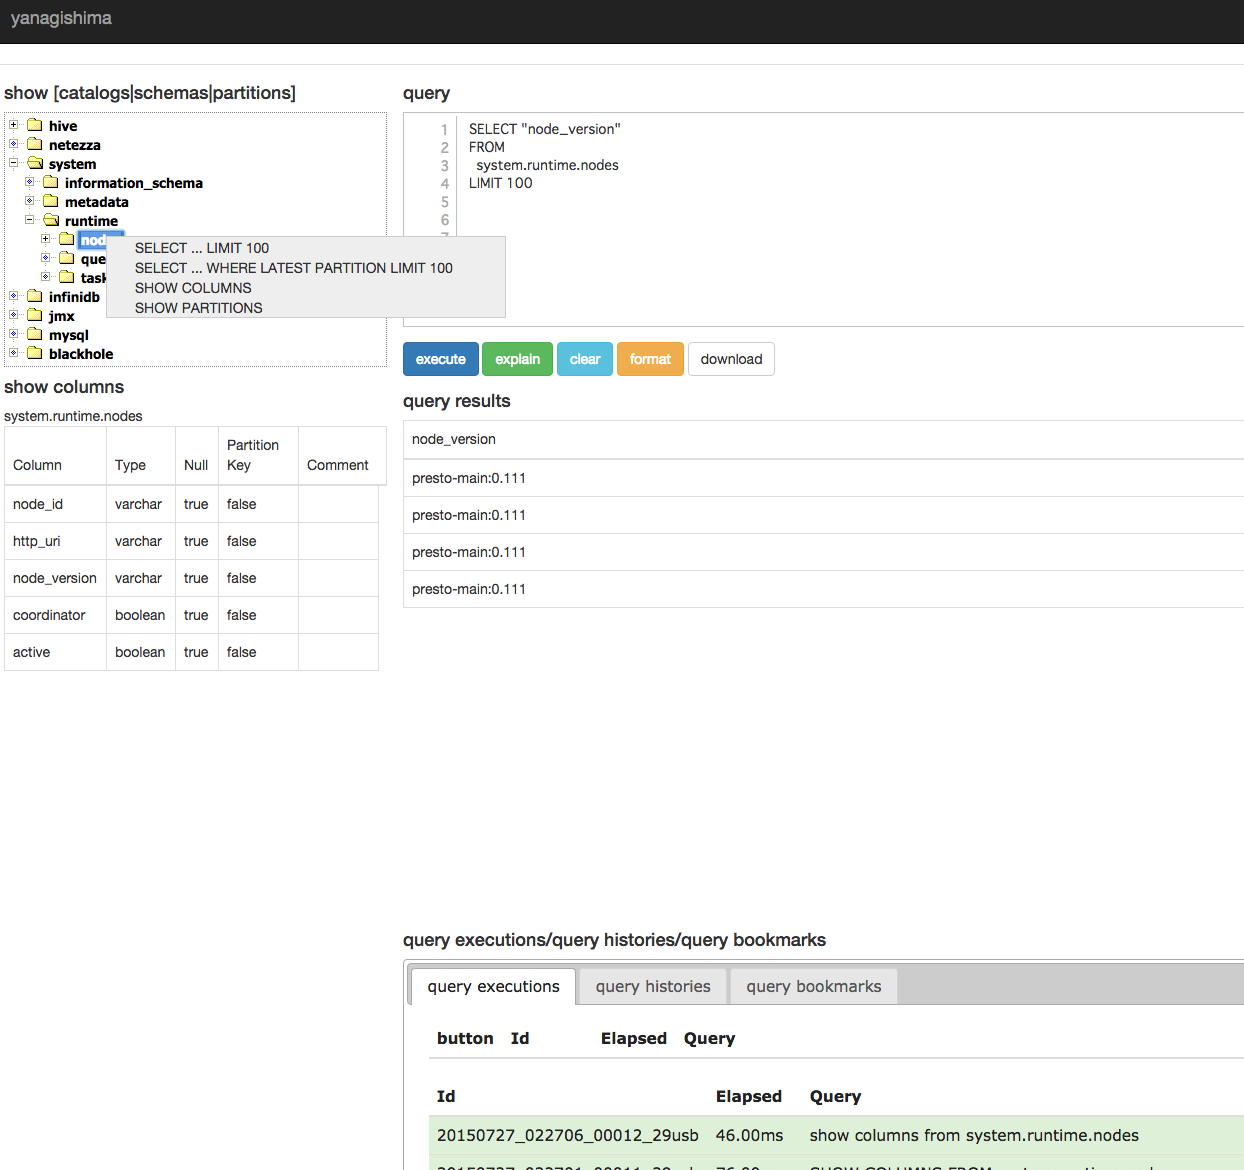 yanagishima
show [catalogs|schemas|partitions]
hive
netezza
system
information_schema
metadata
runtime
infinidb
jmx
mysql
blackhole
SELECT ... LIMIT 100
SELECT ... WHERE LATEST PARTITION LIMIT 100
SHOW COLUMNS
SHOW PARTITIONS
show columns
system.runtime.nodes
Column Type Null Partition Key Comment
node_id varchar true false
http_uri varchar true false
node_version varchar true false
coordinator boolean true false
active boolean true false
query
1 SELECT "node_version"
2 FROM
3 system.runtime.nodes
4 LIMIT 100
5
6
execute explain clear format download
query results
node_version
presto-main:0.111
presto-main:0.111
presto-main:0.111
presto-main:0.111
query executions/query histories/query bookmarks
query executions query histories query bookmarks
button Id Elapsed Query
Id Elapsed Query
20150727_022706_00012_29usb 46.00ms show columns from system.runtime.nodes